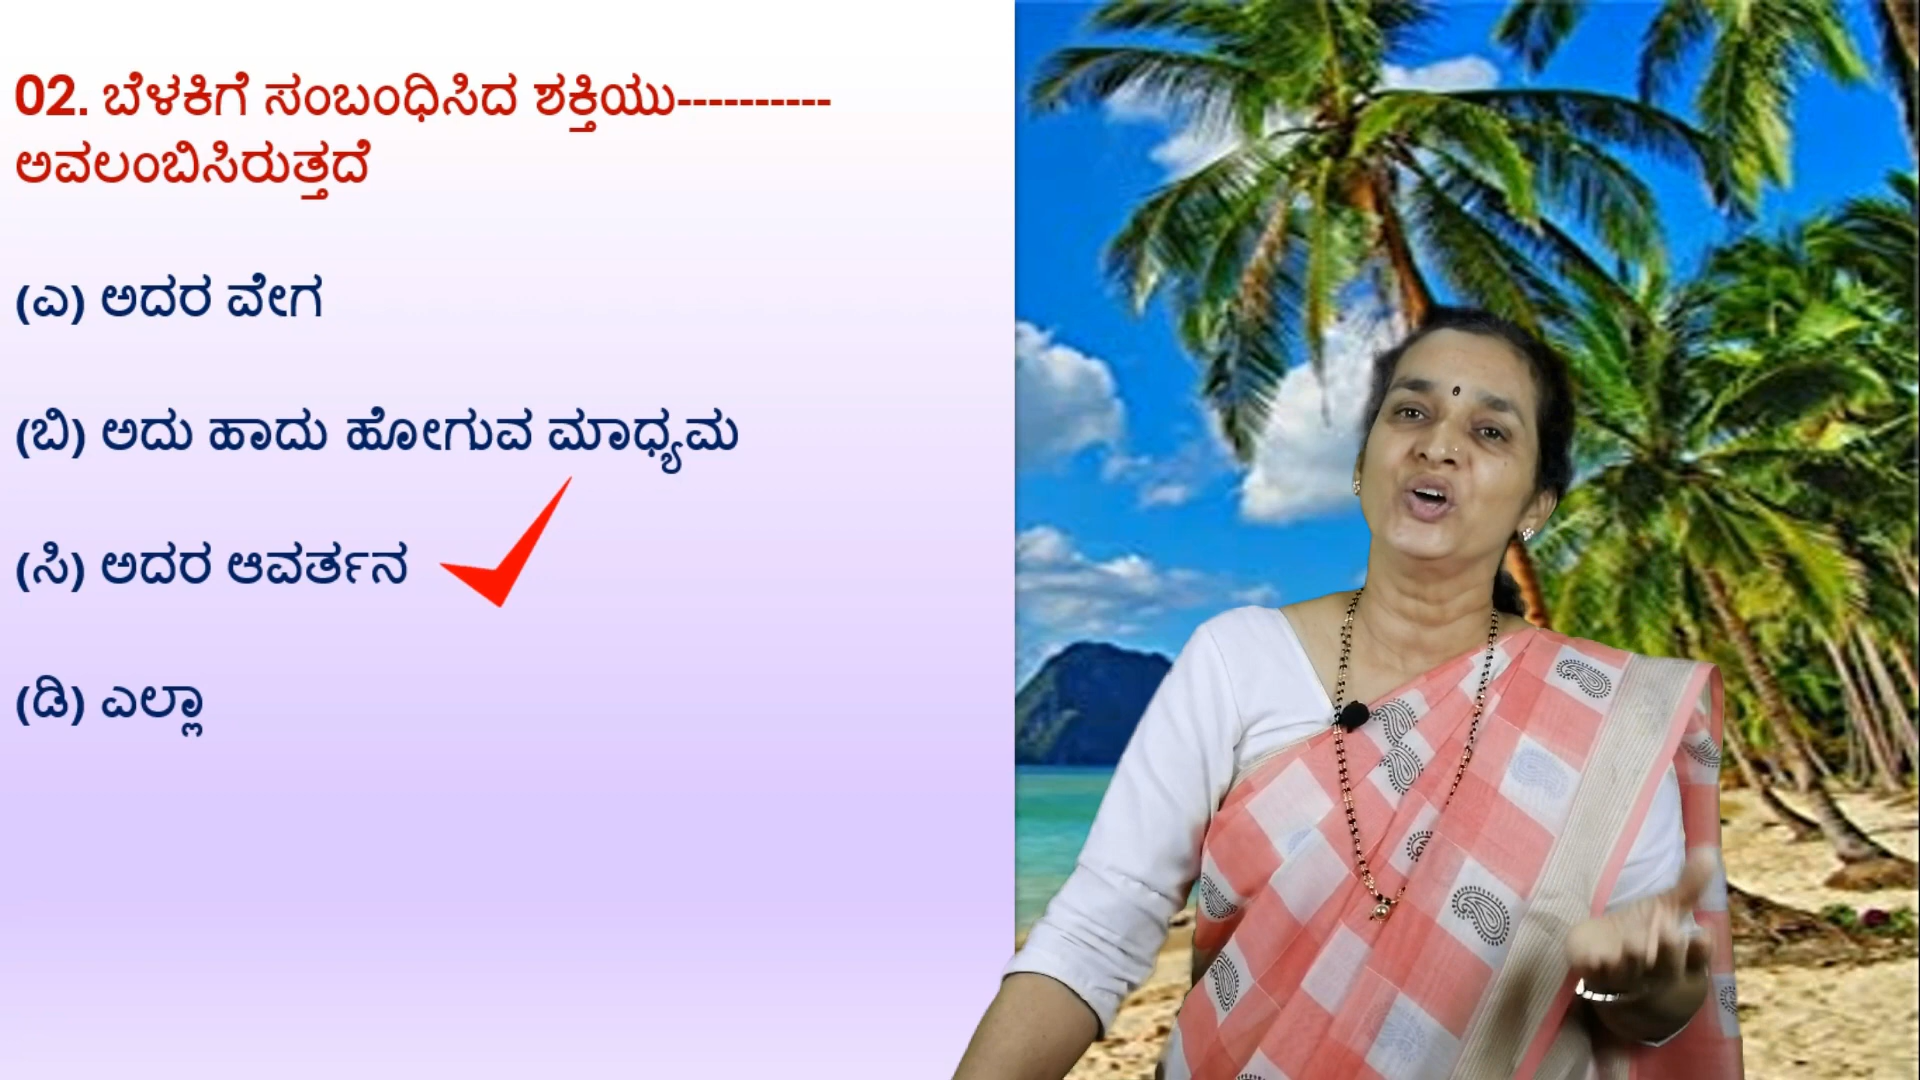 02. ಬೆಳಕಿಗೆ ಸಂಬಂಧಿಸಿದ ಶಕ್ತಿಯು----------
ಅವಲಂಬಿಸಿರುತ್ತದೆ
(ಎ) ಅದರ ವೇಗ
(ಬಿ) ಅದು ಹಾದು ಹೋಗುವ ಮಾಧ್ಯಮ
(ಸಿ) ಅದರ ಆವರ್ತನ
(ಡಿ) ಎಲ್ಲಾ